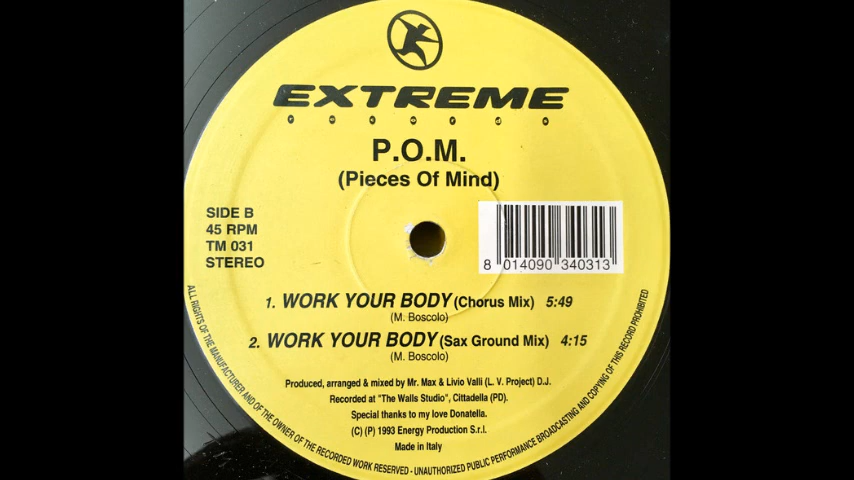 EXTREME
records
P.O.M.
(Pieces Of Mind)
SIDE B
45 RPM
TM 031
STEREO
8 014090 340313
1. WORK YOUR BODY (Chorus Mix) 5:49
(M. Boscolo)
2. WORK YOUR BODY (Sax Ground Mix) 4:15
(M. Boscolo)
Produced, arranged & mixed by Mr. Max & Livio Valli (L. V. Project) D.J.
Recorded at "The Walls Studio", Cittadella (PD).
Special thanks to my love Donatella.
(C) (P) 1993 Energy Production S.r.l.
Made in Italy
ALL RIGHTS OF THE MANUFACTURER AND OF THE OWNER OF THE RECORDED WORK RESERVED - UNAUTHORIZED PUBLIC PERFORMANCE BROADCASTING AND COPYING OF THIS RECORD PROHIBITED